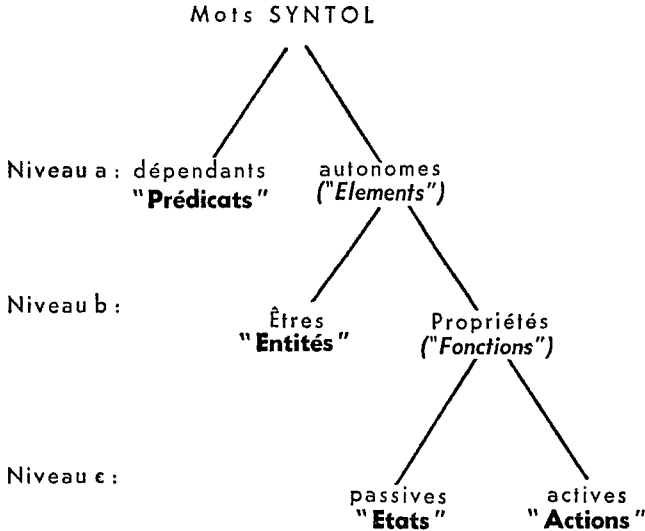 Mots SYNTOL
Niveau a : dépendants autonomes
"Prédicats" ("Elements")
Niveau b : Êtres Propriétés
"Entités" ("Fonctions")
Niveau c :
passives actives
"Etats" "Actions"